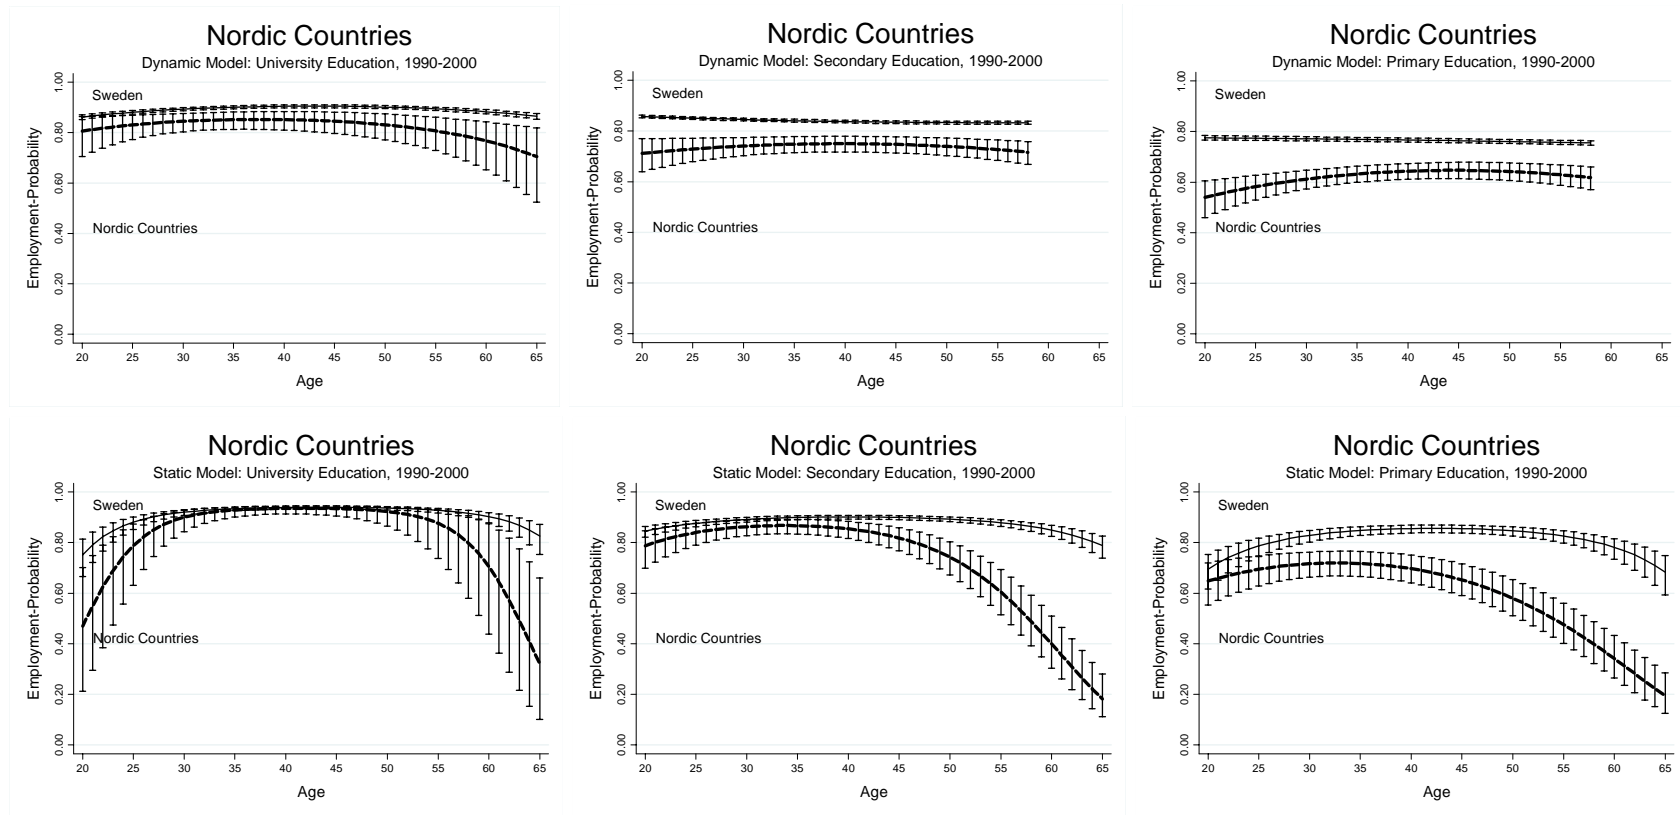 Nordic Countries
Dynamic Model: University Education, 1990-2000
Employment-Probability
1.00
0.80
0.60
0.40
0.20
0.00
Sweden
Nordic Countries
20 25 30 35 40 45 50 55 60 65
Age
Nordic Countries
Dynamic Model: Secondary Education, 1990-2000
Employment-Probability
1.00
0.80
0.60
0.40
0.20
0.00
Sweden
Nordic Countries
20 25 30 35 40 45 50 55 60 65
Age
Nordic Countries
Dynamic Model: Primary Education, 1990-2000
Employment-Probability
1.00
0.80
0.60
0.40
0.20
0.00
Sweden
Nordic Countries
20 25 30 35 40 45 50 55 60 65
Age
Nordic Countries
Static Model: University Education, 1990-2000
Employment-Probability
1.00
0.80
0.60
0.40
0.20
0.00
Sweden
Nordic Countries
20 25 30 35 40 45 50 55 60 65
Age
Nordic Countries
Static Model: Secondary Education, 1990-2000
Employment-Probability
1.00
0.80
0.60
0.40
0.20
0.00
Sweden
Nordic Countries
20 25 30 35 40 45 50 55 60 65
Age
Nordic Countries
Static Model: Primary Education, 1990-2000
Employment-Probability
1.00
0.80
0.60
0.40
0.20
0.00
Sweden
Nordic Countries
20 25 30 35 40 45 50 55 60 65
Age